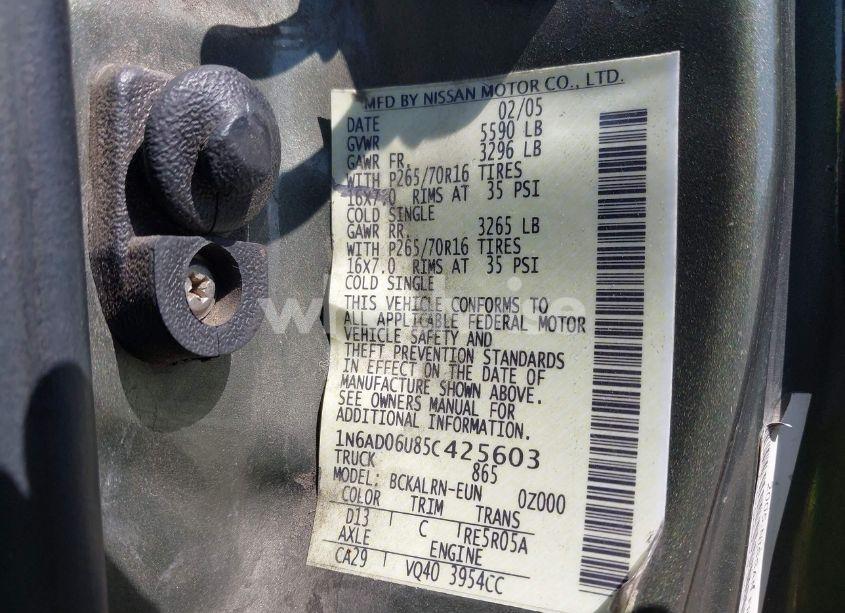 MFD BY NISSAN MOTOR CO., LTD.
DATE 02/05
GVWR 5590 LB
GAWR FR. 3296 LB
WITH P265/70R16 TIRES
16X7.0 RIMS AT 35 PSI
COLD SINGLE
GAWR RR. 3265 LB
WITH P265/70R16 TIRES
16X7.0 RIMS AT 35 PSI
COLD SINGLE
THIS VEHICLE CONFORMS TO
ALL APPLICABLE FEDERAL MOTOR
VEHICLE SAFETY AND
THEFT PREVENTION STANDARDS
IN EFFECT ON THE DATE OF
MANUFACTURE SHOWN ABOVE.
SEE OWNERS MANUAL FOR
ADDITIONAL INFORMATION.
1N6AD06U85C425603
TRUCK 865
MODEL: BCKALRN-EUN 0Z000
COLOR TRIM TRANS
D13 C RE5R05A
AXLE ENGINE
CA29 VQ40 3954CC